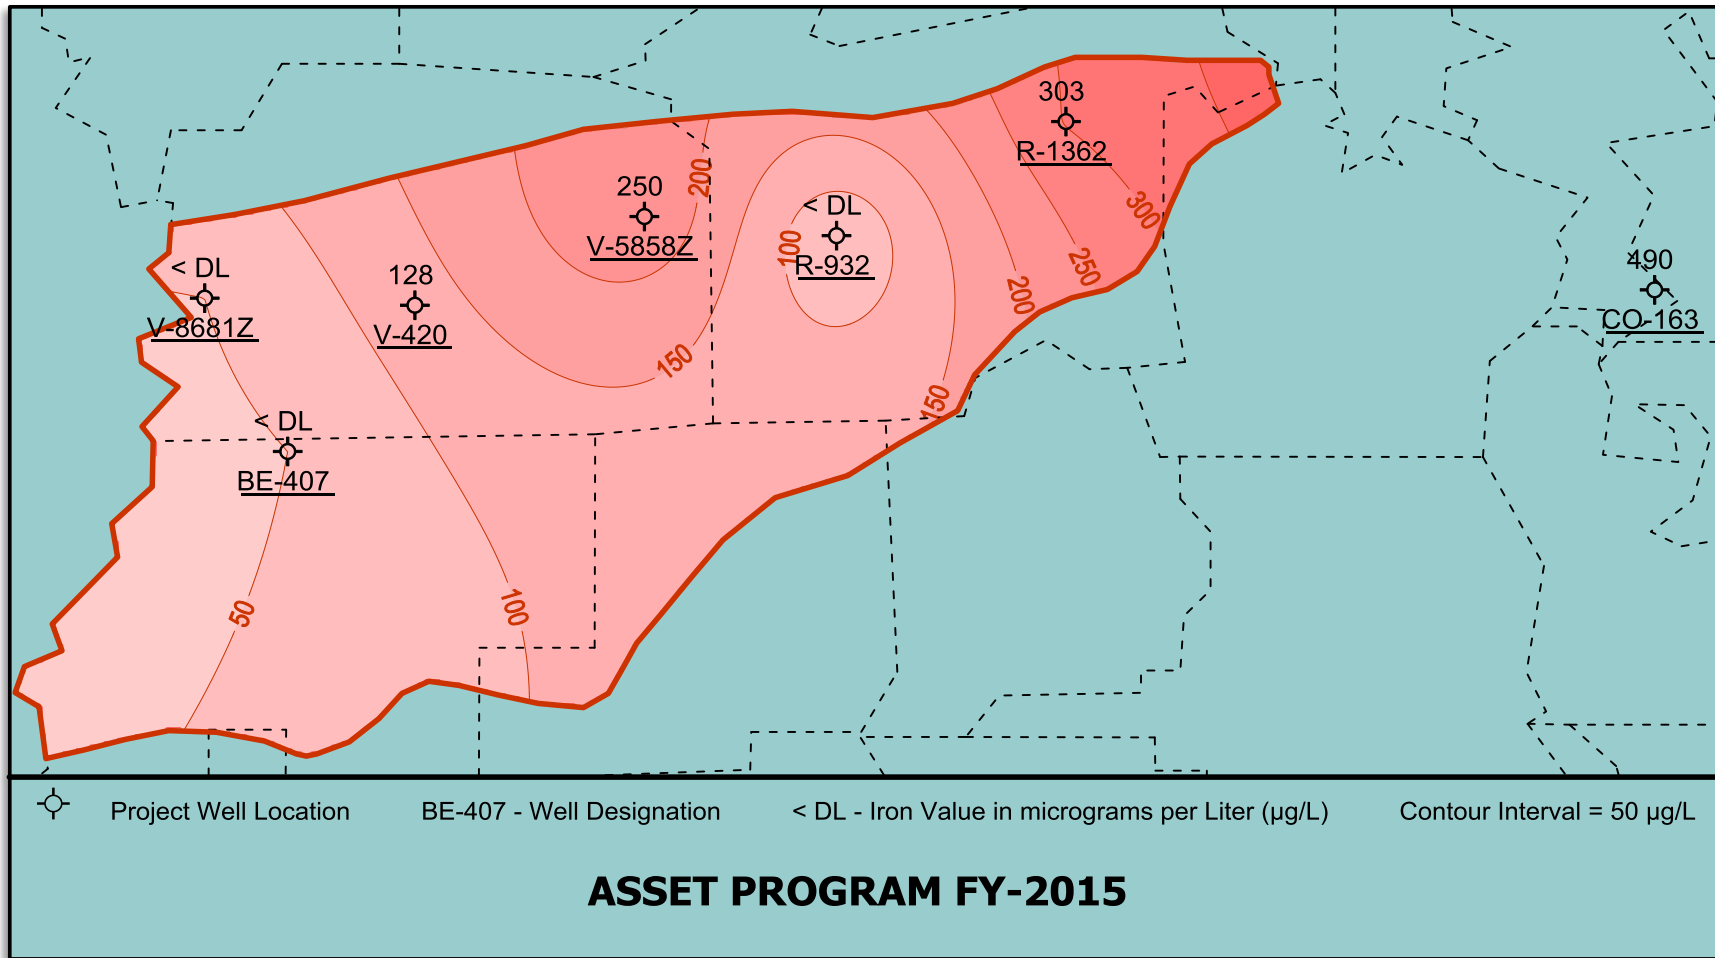 303
R-1362
250
V-5858Z
200
< DL
R-932
100
300
< DL
V-8681Z
128
V-420
250
200
490
CO-163
150
150
< DL
BE-407
50
100
Project Well Location
BE-407 - Well Designation
< DL - Iron Value in micrograms per Liter (µg/L)
Contour Interval = 50 µg/L
ASSET PROGRAM FY-2015